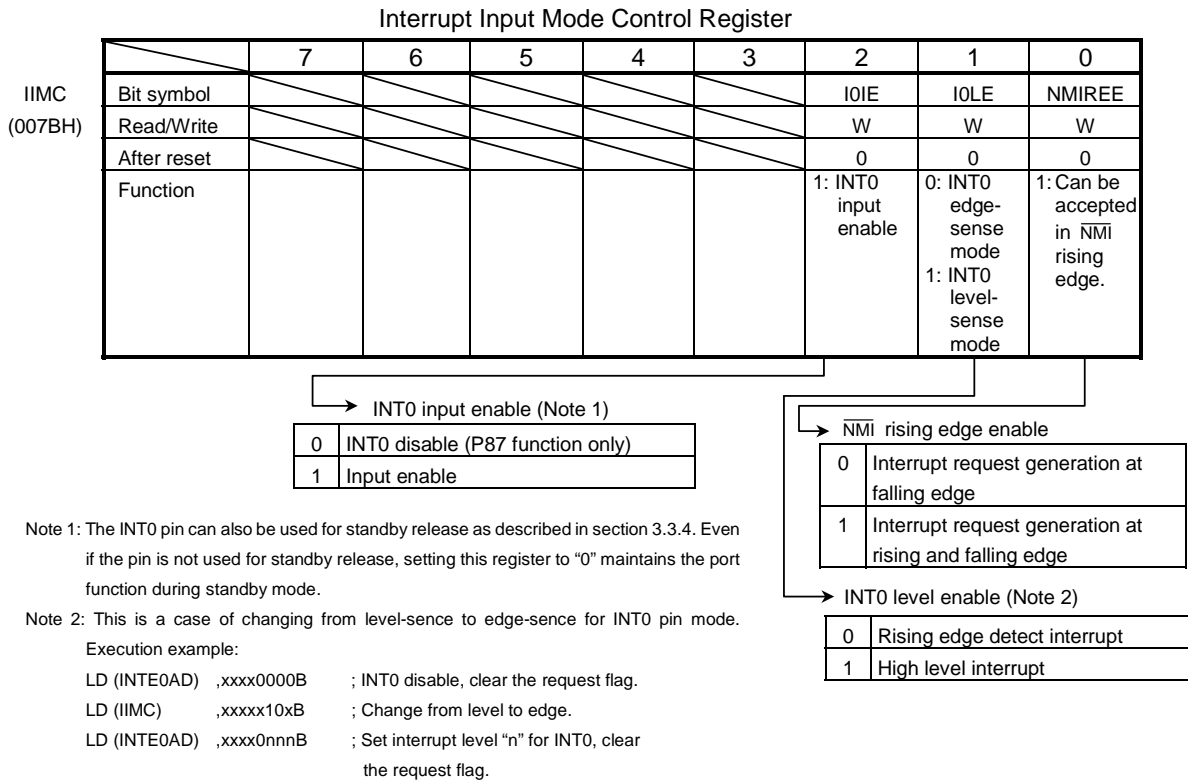 Interrupt Input Mode Control Register
7 6 5 4 3 2 1 0
IIMC Bit symbol I0IE I0LE NMIREE
(007BH) Read/Write W W W
After reset 0 0 0
Function
1: INT0
input
enable
0: INT0
edge-
sense
mode
1: INT0
level-
sense
mode
1: Can be
accepted
in NMI
rising
edge.
INT0 input enable (Note 1)
0 INT0 disable (P87 function only)
1 Input enable
NMI rising edge enable
0 Interrupt request generation at
falling edge
1 Interrupt request generation at
rising and falling edge
INT0 level enable (Note 2)
0 Rising edge detect interrupt
1 High level interrupt
Note 1: The INT0 pin can also be used for standby release as described in section 3.3.4. Even
if the pin is not used for standby release, setting this register to “0” maintains the port
function during standby mode.
Note 2: This is a case of changing from level-sence to edge-sence for INT0 pin mode.
Execution example:
LD (INTE0AD) ,xxxx0000B ; INT0 disable, clear the request flag.
LD (IIMC) ,xxxxx10xB ; Change from level to edge.
LD (INTE0AD) ,xxxx0nnnB ; Set interrupt level “n” for INT0, clear
the request flag.